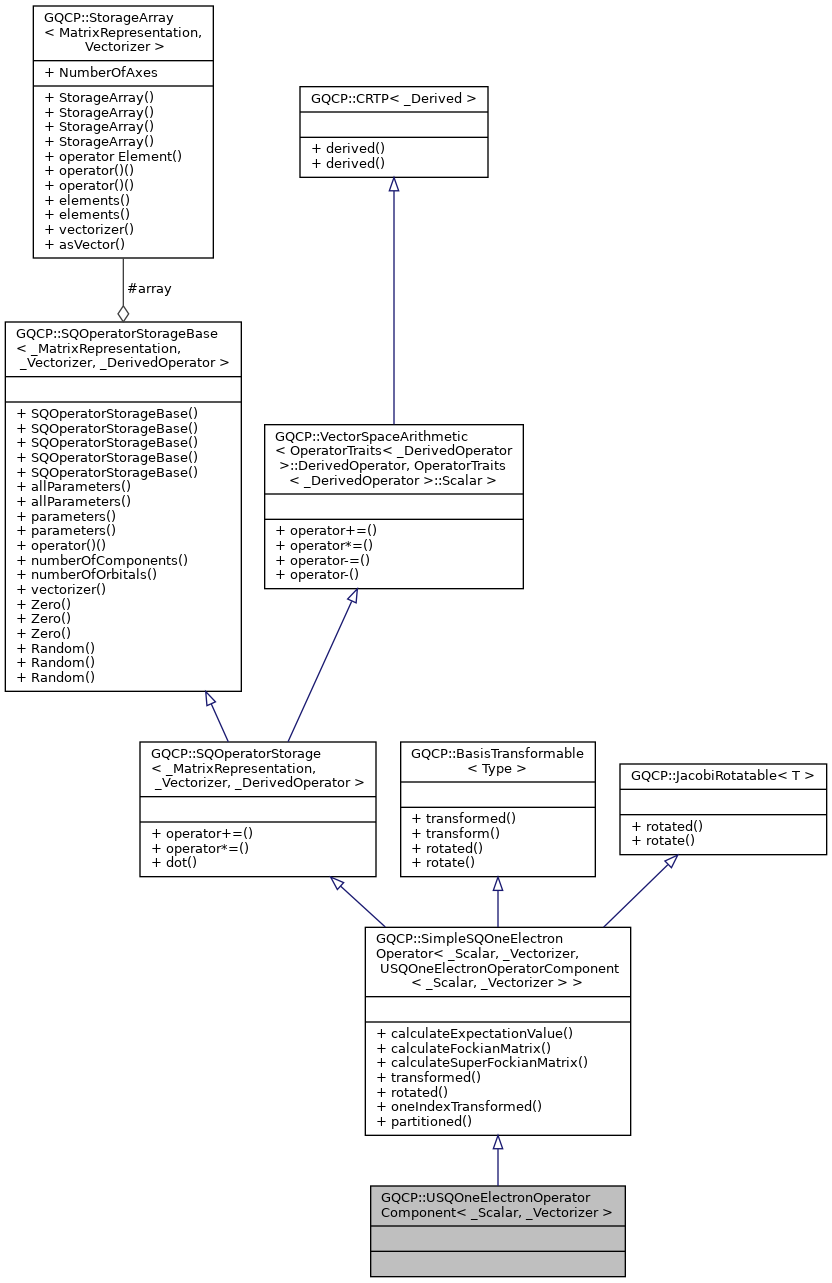 GQCP::StorageArray
< MatrixRepresentation,
Vectorizer >
+ NumberOfAxes
+ StorageArray()
+ StorageArray()
+ StorageArray()
+ StorageArray()
+ operator Element()
+ operator()()
+ operator()()
+ elements()
+ elements()
+ vectorizer()
+ asVector()
GQCP::CRTP< _Derived >
+ derived()
+ derived()
#array
GQCP::SQOperatorStorageBase
< _MatrixRepresentation,
_Vectorizer, _DerivedOperator >
+ SQOperatorStorageBase()
+ SQOperatorStorageBase()
+ SQOperatorStorageBase()
+ SQOperatorStorageBase()
+ SQOperatorStorageBase()
+ allParameters()
+ allParameters()
+ parameters()
+ parameters()
+ operator()()
+ numberOfComponents()
+ numberOfOrbitals()
+ vectorizer()
+ Zero()
+ Zero()
+ Zero()
+ Random()
+ Random()
+ Random()
GQCP::VectorSpaceArithmetic
< OperatorTraits< _DerivedOperator
>::DerivedOperator, OperatorTraits
< _DerivedOperator >::Scalar >
+ operator+=()
+ operator*=()
+ operator-=()
+ operator-()
GQCP::SQOperatorStorage
< _MatrixRepresentation,
_Vectorizer, _DerivedOperator >
+ operator+=()
+ operator*=()
+ dot()
GQCP::BasisTransformable
< Type >
+ transformed()
+ transform()
+ rotated()
+ rotate()
GQCP::JacobiRotatable< T >
+ rotated()
+ rotate()
GQCP::SimpleSQOneElectron
Operator< _Scalar, _Vectorizer,
USQOneElectronOperatorComponent
< _Scalar, _Vectorizer > >
+ calculateExpectationValue()
+ calculateFockianMatrix()
+ calculateSuperFockianMatrix()
+ transformed()
+ rotated()
+ oneIndexTransformed()
+ partitioned()
GQCP::USQOneElectronOperator
Component< _Scalar, _Vectorizer >